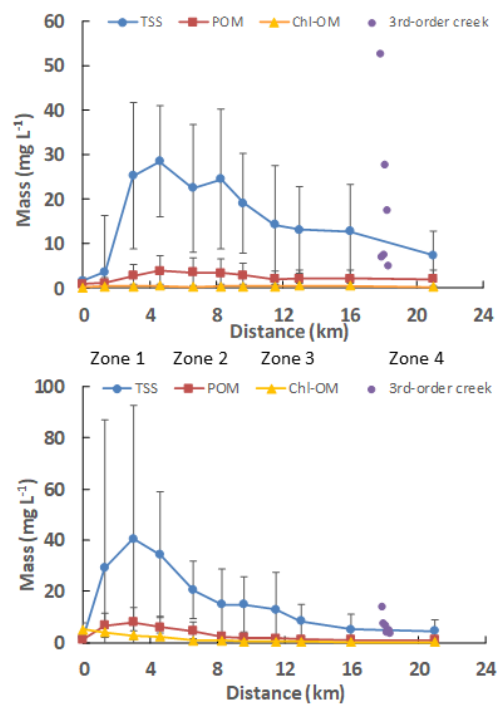 TSS POM Chl-OM 3rd-order creek
60
50
40
30
20
10
0
Mass (mg L⁻¹)
0 4 8 12 16 20 24
Distance (km)
Zone 1 Zone 2 Zone 3 Zone 4
TSS POM Chl-OM 3rd-order creek
100
80
60
40
20
0
Mass (mg L⁻¹)
0 4 8 12 16 20 24
Distance (km)